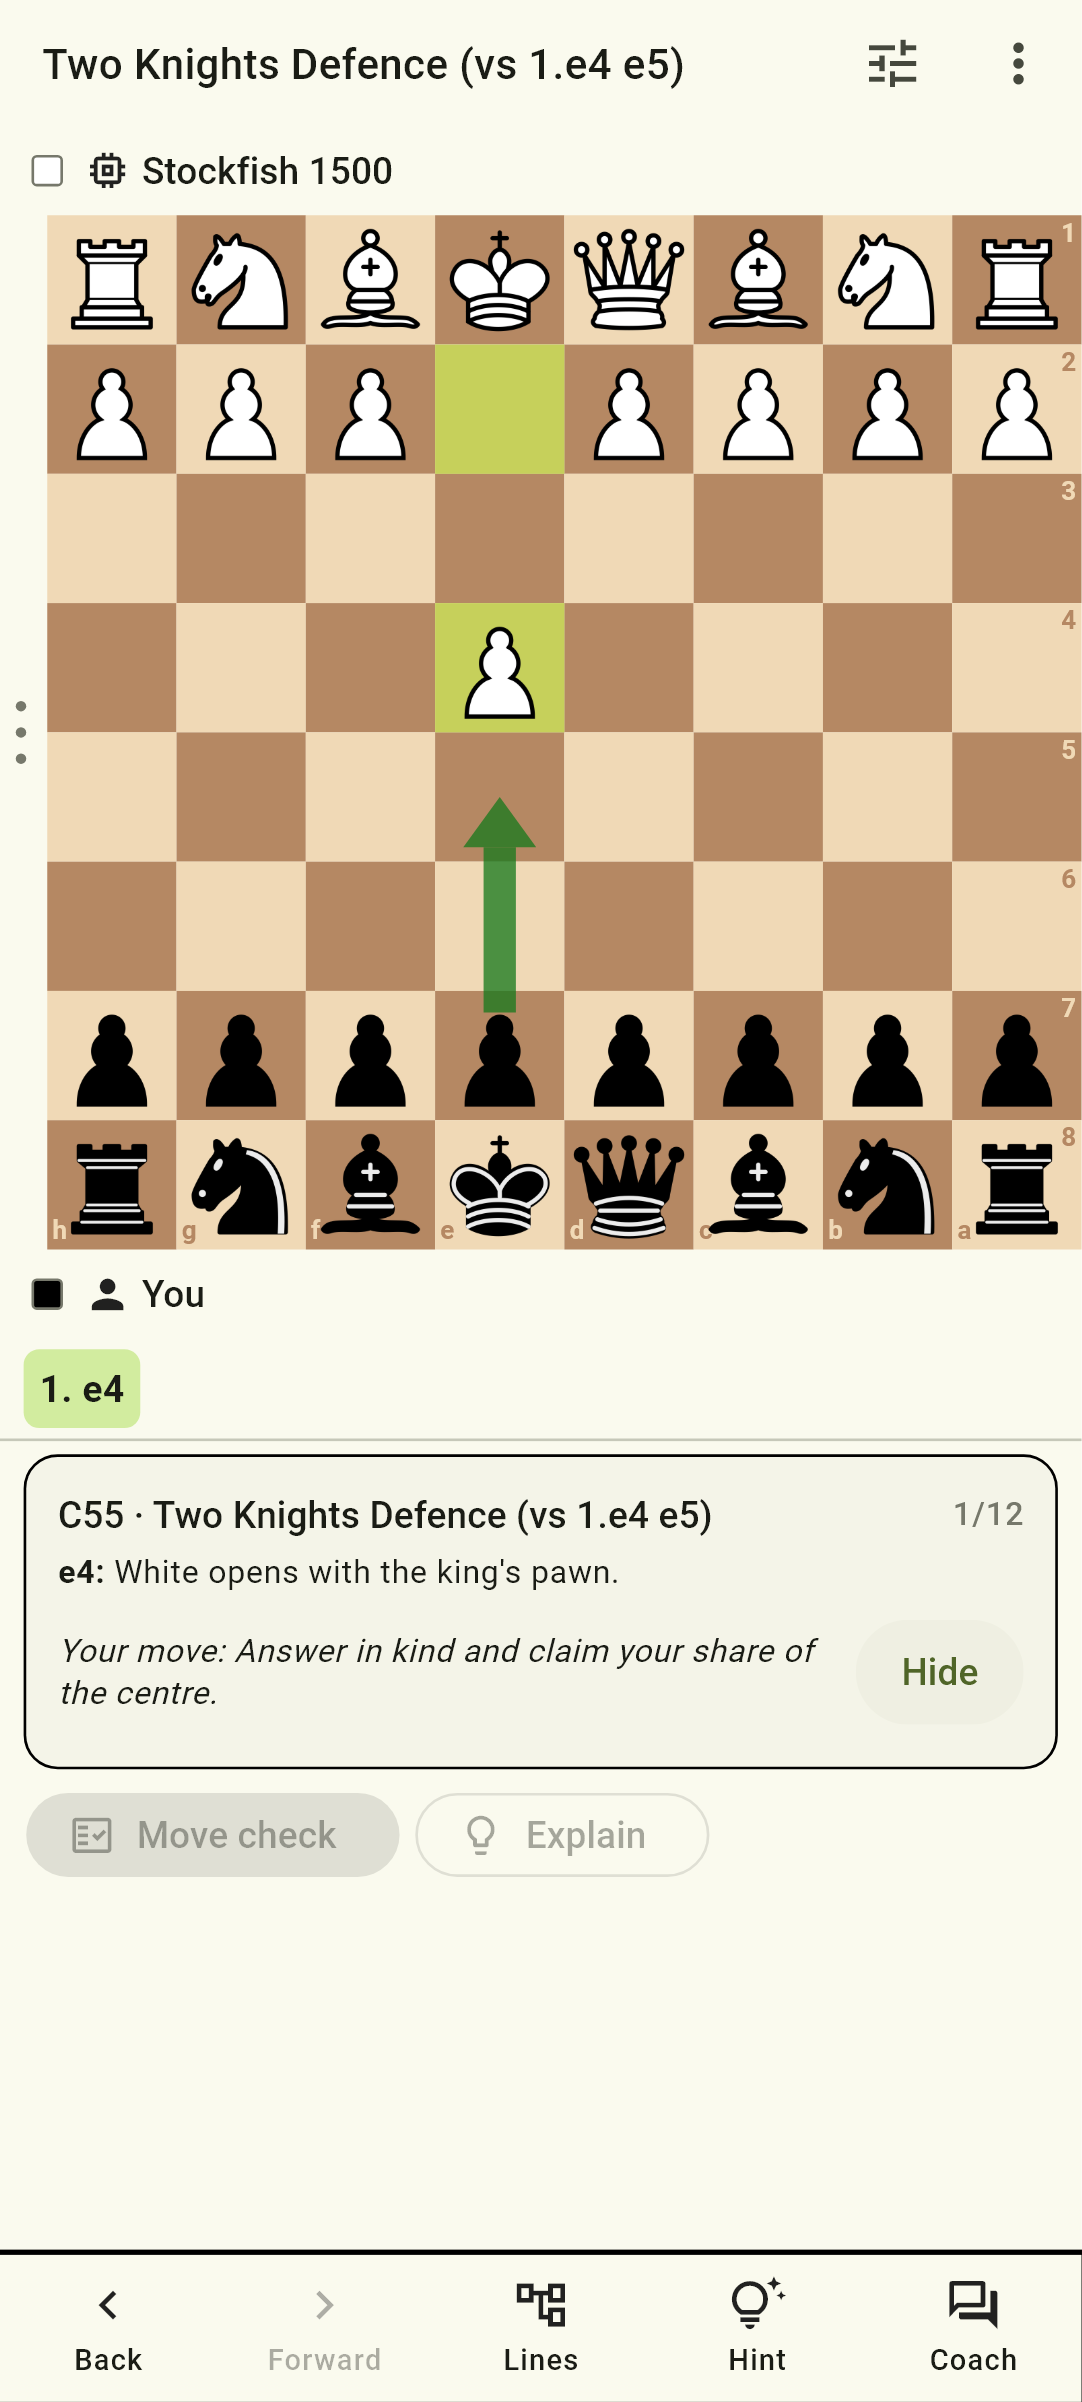 Two Knights Defence (vs 1.e4 e5)
Stockfish 1500
1
2
3
4
5
6
7
8
h g f e d c b a
You
1. e4
C55 · Two Knights Defence (vs 1.e4 e5) 1/12
e4: White opens with the king's pawn.
Your move: Answer in kind and claim your share of
the centre.
Hide
Move check Explain
Back Forward Lines Hint Coach